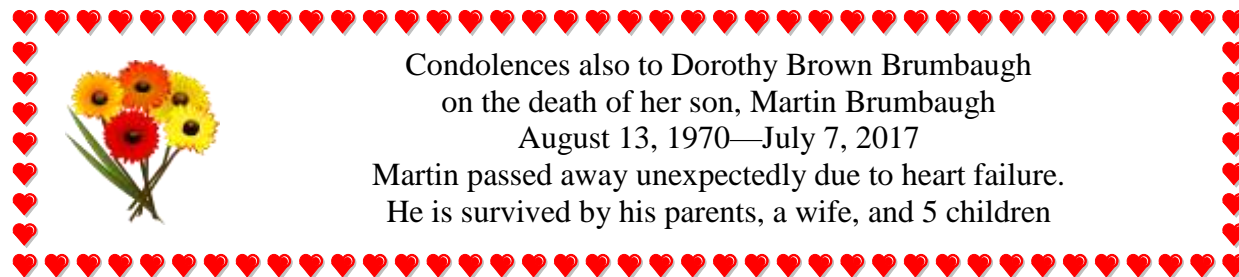 Condolences also to Dorothy Brown Brumbaugh
on the death of her son, Martin Brumbaugh
August 13, 1970—July 7, 2017
Martin passed away unexpectedly due to heart failure.
He is survived by his parents, a wife, and 5 children